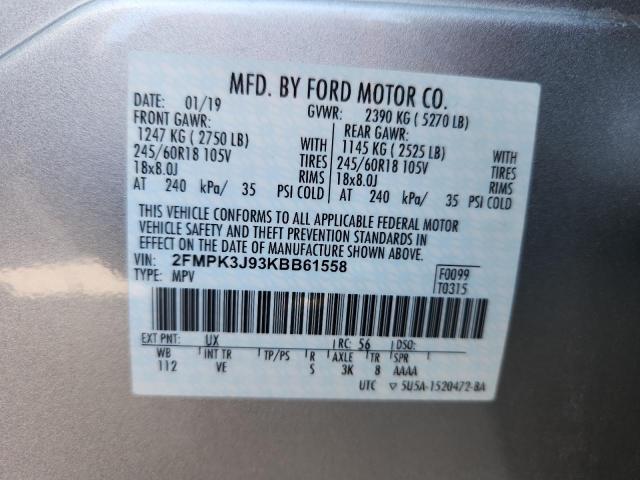 MFD. BY FORD MOTOR CO.
DATE: 01/19 GVWR: 2390 KG ( 5270 LB)
FRONT GAWR: REAR GAWR:
1247 KG ( 2750 LB) WITH 1145 KG ( 2525 LB) WITH
245/60R18 105V TIRES 245/60R18 105V TIRES
18x8.0J RIMS 18x8.0J RIMS
AT 240 kPa/ 35 PSI COLD AT 240 kPa/ 35 PSI COLD
THIS VEHICLE CONFORMS TO ALL APPLICABLE FEDERAL MOTOR
VEHICLE SAFETY AND THEFT PREVENTION STANDARDS IN
EFFECT ON THE DATE OF MANUFACTURE SHOWN ABOVE.
VIN: 2FMPK3J93KBB61558 F0099
TYPE: MPV T0315
EXT PNT: UX RC: 56 DSO:
WB INT TR TP/PS R AXLE TR SPR
112 VE S 3K 8 AAAA
UTC ▽ 5U5A-1520472-BA